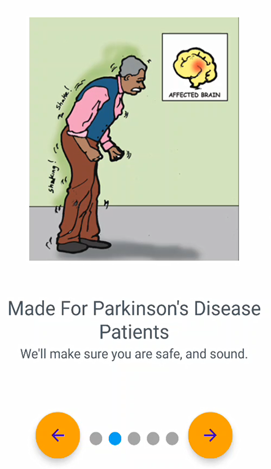 Shake!
AFFECTED BRAIN
shaking!
Made For Parkinson's Disease
Patients
We'll make sure you are safe, and sound.